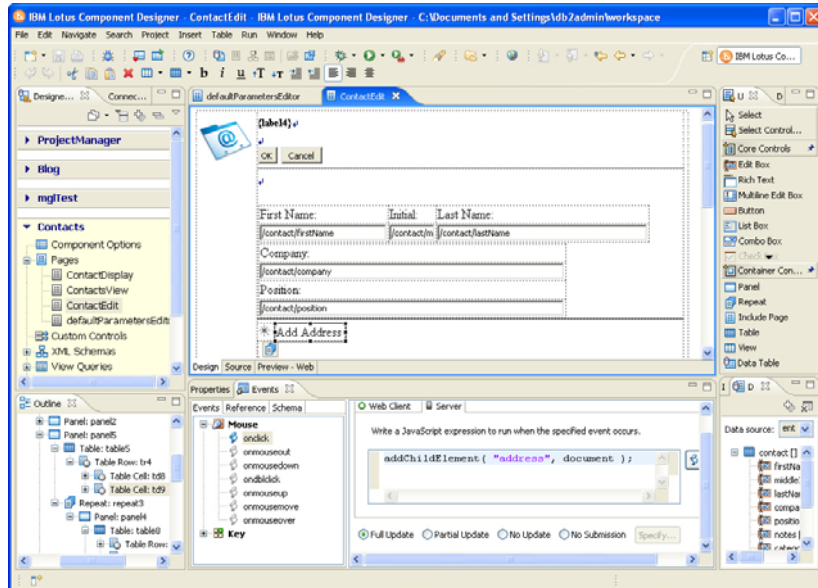 IBM Lotus Component Designer - ContactEdit - IBM Lotus Component Designer - C:\Documents and Settings\db2admin\workspace
File Edit Navigate Search Project Insert Table Run Window Help
IBM Lotus Co...
b i u
Designe... Connec...
ProjectManager
Blog
mglTest
Contacts
Component Options
Pages
ContactDisplay
ContactsView
ContactEdit
defaultParametersEdit
Custom Controls
XML Schemas
View Queries
Outline
Panel: panel2
Panel: panel5
Table: table5
Table Row: tr4
Table Cell: td8
Table Cell: td9
Repeat: repeat3
Panel: panel4
Table: table8
Table Row:
defaultParametersEditor ContactEdit
{label4}
OK Cancel
First Name: Initial: Last Name:
/contact/firstName /contact/m /contact/lastName
Company:
/contact/company
Position:
/contact/position
Add Address
Design Source Preview - Web
Properties Events
Events Reference Schema
Mouse
onclick
onmouseout
onmousedown
ondblclick
onmouseup
onmousemove
onmouseover
Key
Web Client Server
Write a JavaScript expression to run when the specified event occurs.
addChildElement( "address", document );
Full Update Partial Update No Update No Submission Specify...
U D
Select
Select Control...
Core Controls
Edit Box
Rich Text
Multiline Edit Box
Button
List Box
Combo Box
Container Con...
Panel
Repeat
Include Page
Table
View
Data Table
I D
Data source: ent
contact []
firstNa
middle
lastNa
compa
positio
notes [
categor